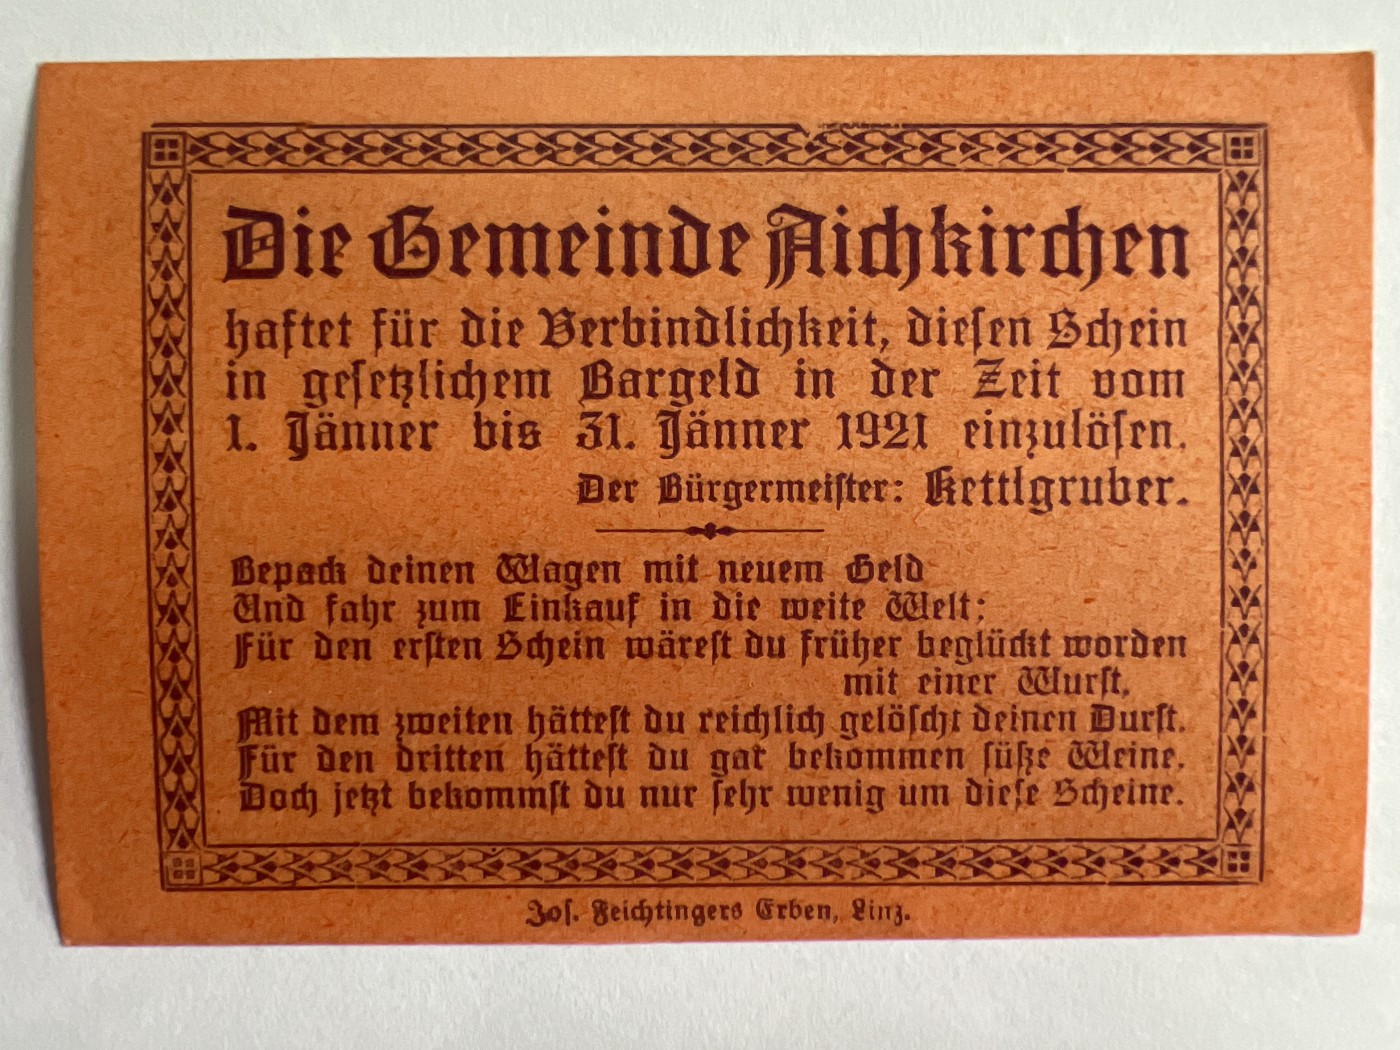 Die Gemeinde Aichkirchen
haftet für die Verbindlichkeit, diesen Schein
in gesetzlichem Bargeld in der Zeit vom
1. Jänner bis 31. Jänner 1921 einzulösen.
Der Bürgermeister: Kettlgruber.
Bepack deinen Wagen mit neuem Geld
Und fahr zum Einkauf in die weite Welt:
Für den ersten Schein wärest du früher beglückt worden
mit einer Wurst,
Mit dem zweiten hättest du reichlich gelöscht deinen Durst.
Für den dritten hättest du gar bekommen süße Weine,
Doch jetzt bekommst du nur sehr wenig um diese Scheine.
Jos. Feichtingers Erben, Linz.